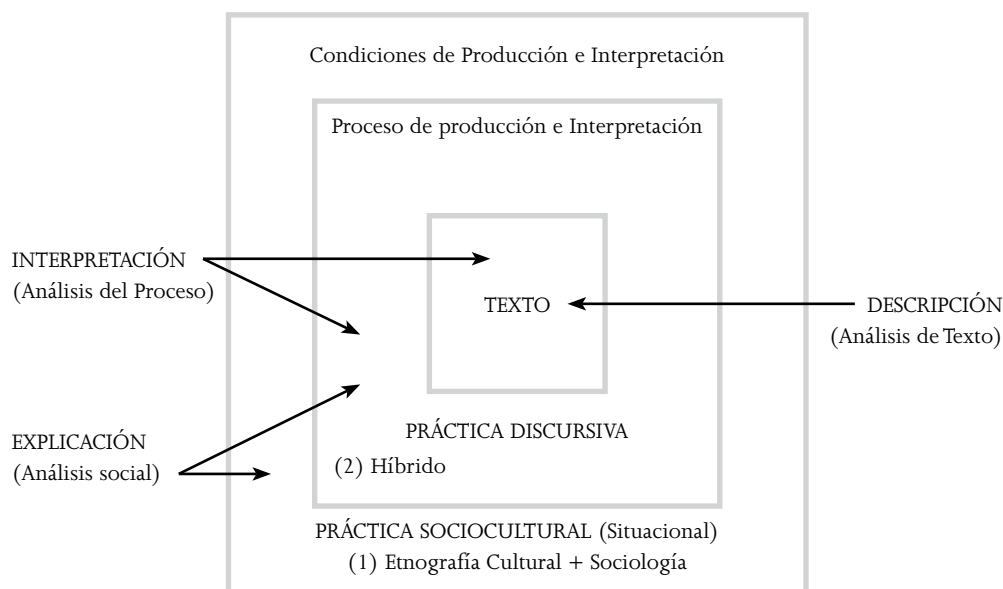 Condiciones de Producción e Interpretación
Proceso de producción e Interpretación
INTERPRETACIÓN
(Análisis del Proceso)
TEXTO
DESCRIPCIÓN
(Análisis de Texto)
EXPLICACIÓN
(Análisis social)
PRÁCTICA DISCURSIVA
(2) Híbrido
PRÁCTICA SOCIOCULTURAL (Situacional)
(1) Etnografía Cultural + Sociología